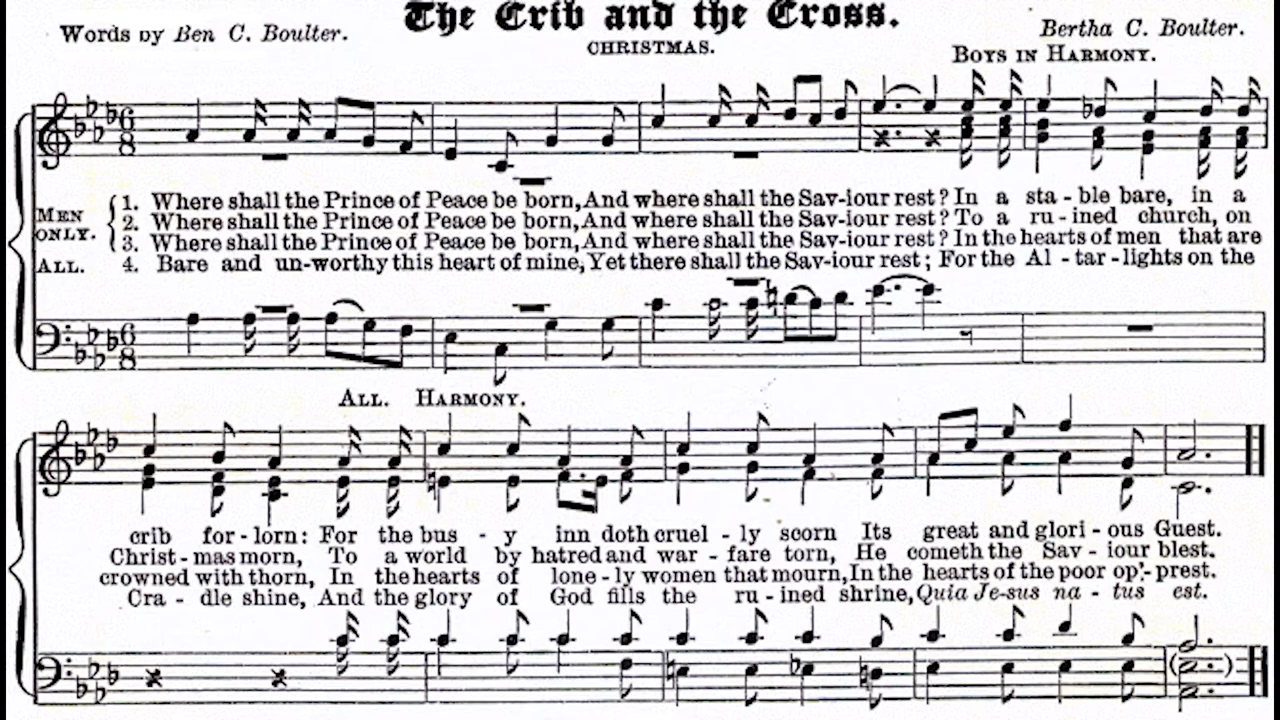 The Crib and the Cross.
Words by Ben C. Boulter.
Bertha C. Boulter.
CHRISTMAS.
BOYS IN HARMONY.
MEN ONLY.
1. Where shall the Prince of Peace be born, And where shall the Sav-iour rest? In a sta - ble bare, in a
2. Where shall the Prince of Peace be born, And where shall the Sav-iour rest? To a ru - ined church, on
3. Where shall the Prince of Peace be born, And where shall the Sav-iour rest? In the hearts of men that are
ALL. 4. Bare and un-worthy this heart of mine, Yet there shall the Sav-iour rest; For the Al - tar - lights on the
ALL. HARMONY.
crib for - lorn: For the bus - y inn doth cruel - ly scorn Its great and glori - ous Guest.
Christ - mas morn, To a world by hatred and war - fare torn, He cometh the Sav - iour blest.
crowned with thorn, In the hearts of lone - ly women that mourn, In the hearts of the poor op - prest.
Cra - dle shine, And the glory of God fills the ru - ined shrine, Quia Je-sus na - tus est.